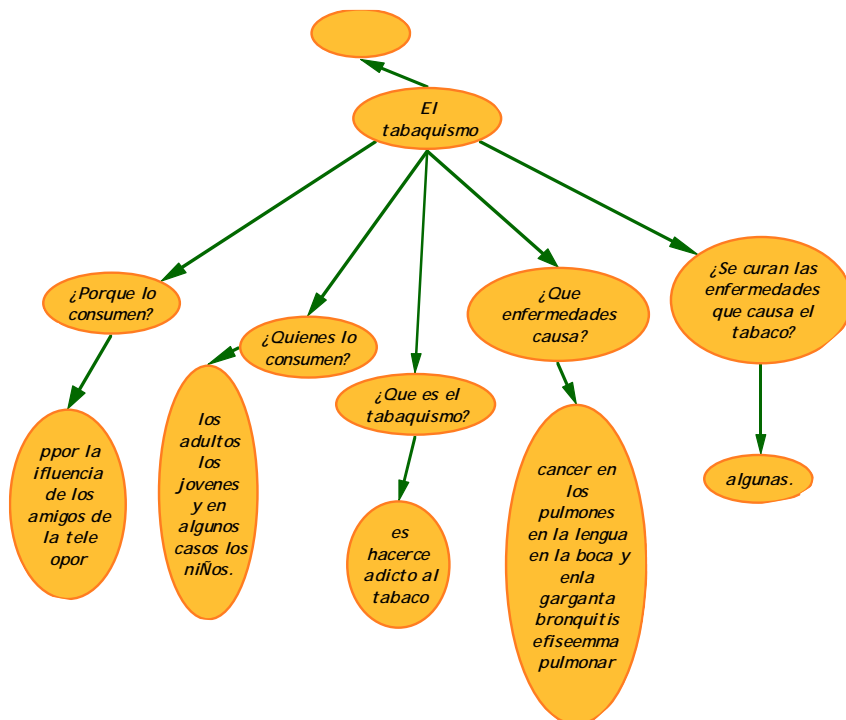 El
tabaquismo
¿Porque lo
consumen?
¿Quienes lo
consumen?
¿Que es el
tabaquismo?
¿Que
enfermedades
causa?
¿Se curan las
enfermedades
que causa el
tabaco?
ppor la
ifluencia
de los
amigos de
la tele
opor
los
adultos
los
jovenes
y en
algunos
casos los
niÑos.
es
hacerce
adicto al
tabaco
cancer en
los
pulmones
en la lengua
en la boca y
enla
garganta
bronquitis
efiseemma
pulmonar
algunas.